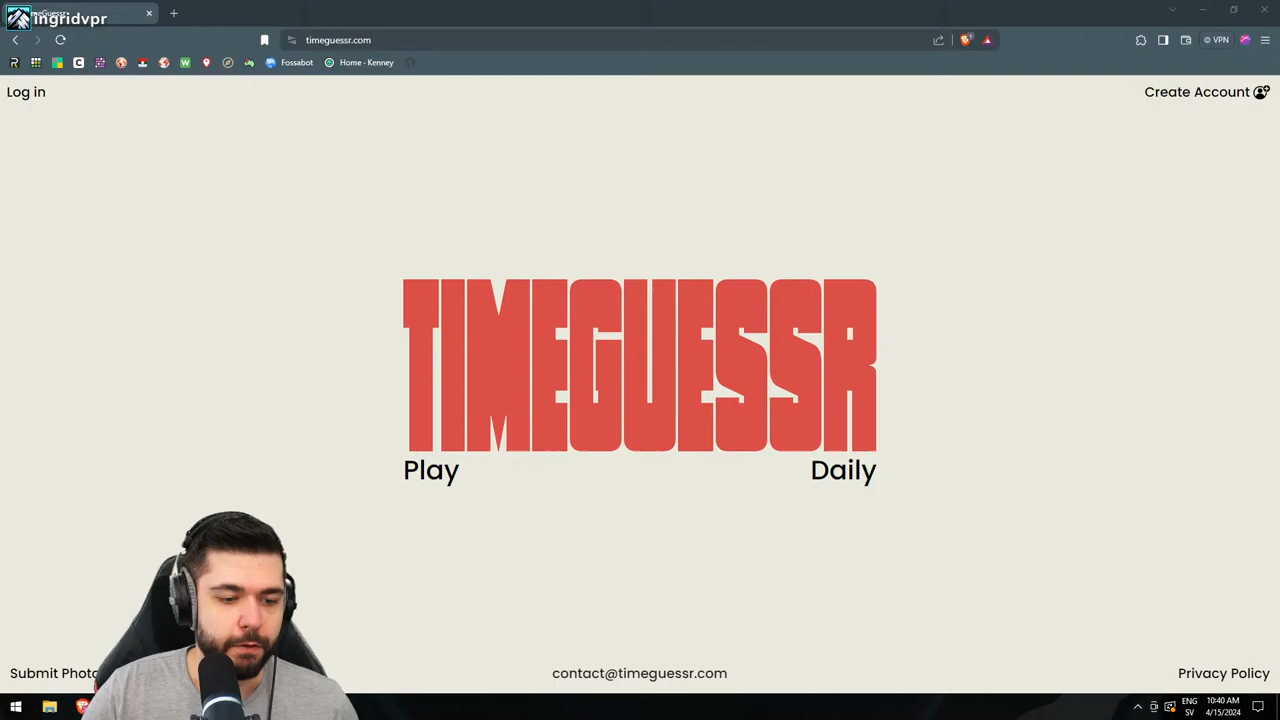 ingridvpr
timeguessr.com
VPN
Fossabot
Home · Kenney
Log in
Create Account
TIMEGUESSR
Play
Daily
Submit Photo
contact@timeguessr.com
Privacy Policy
ENG
SV
10:40 AM
4/15/2024